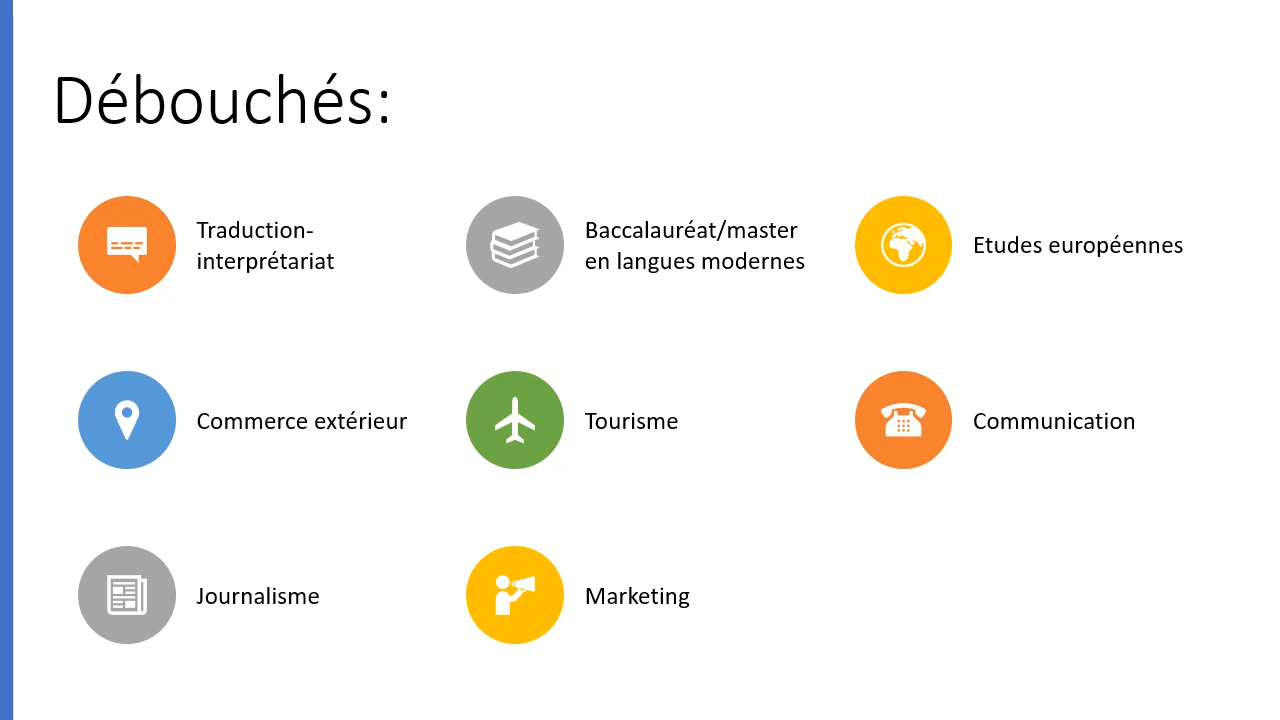 Débouchés:
Traduction-
interprétariat
Baccalauréat/master
en langues modernes
Etudes européennes
Commerce extérieur
Tourisme
Communication
Journalisme
Marketing